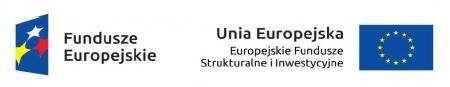 Fundusze
Europejskie
Unia Europejska
Europejskie Fundusze
Strukturalne i Inwestycyjne